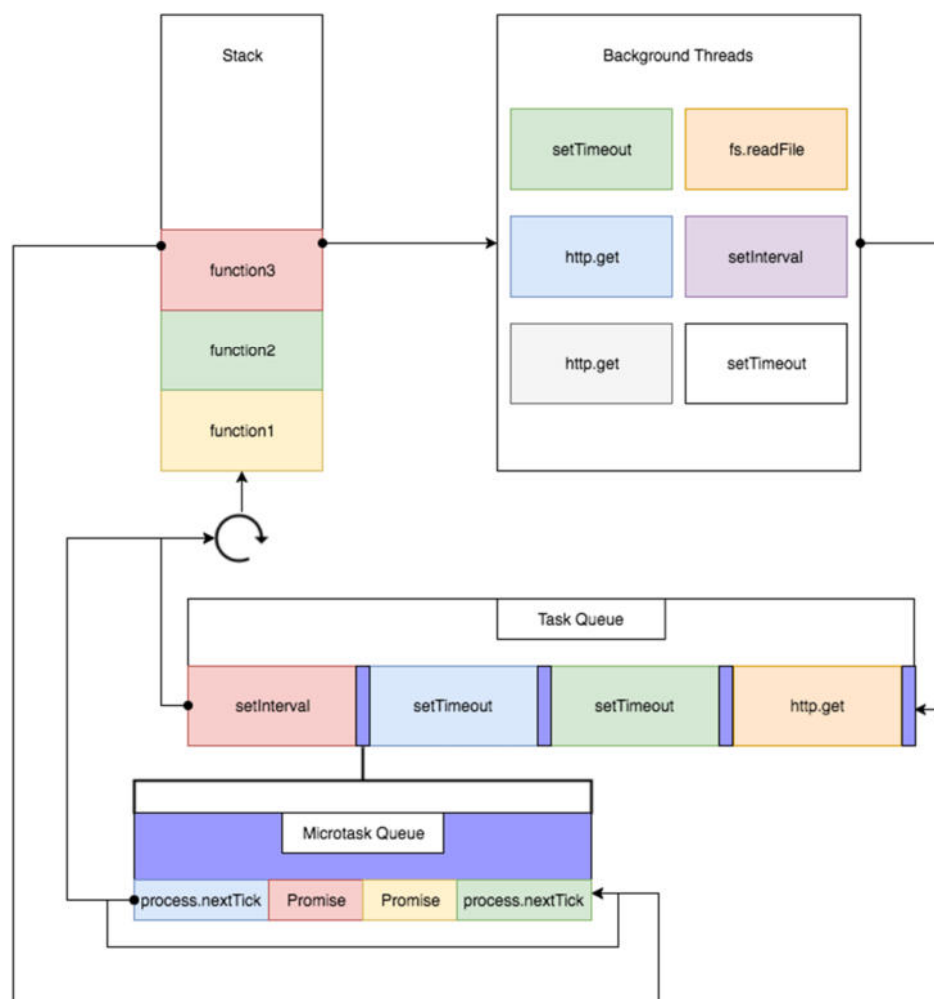 Stack
Background Threads
setTimeout
fs.readFile
function3
http.get
setInterval
function2
http.get
setTimeout
function1
Task Queue
setInterval
setTimeout
setTimeout
http.get
Microtask Queue
process.nextTick
Promise
Promise
process.nextTick